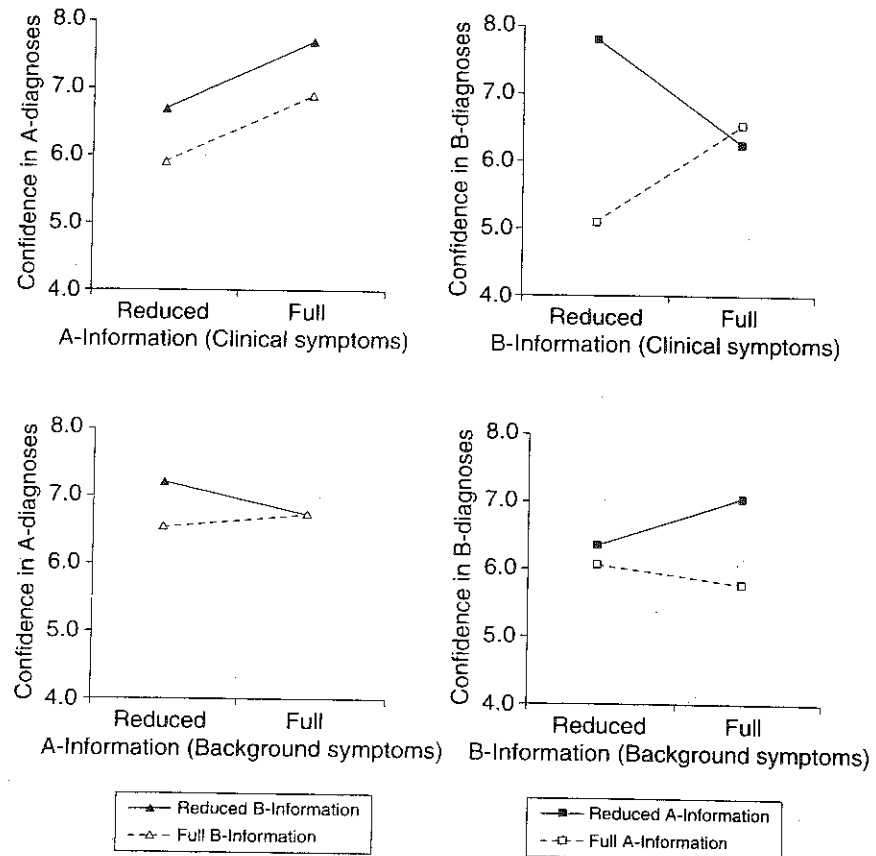 8.0
7.0
6.0
5.0
4.0
Confidence in A-diagnoses
Reduced Full
A-Information (Clinical symptoms)
8.0
7.0
6.0
5.0
4.0
Confidence in B-diagnoses
Reduced Full
B-Information (Clinical symptoms)
8.0
7.0
6.0
5.0
4.0
Confidence in A-diagnoses
Reduced Full
A-Information (Background symptoms)
8.0
7.0
6.0
5.0
4.0
Confidence in B-diagnoses
Reduced Full
B-Information (Background symptoms)
Reduced B-Information
Full B-Information
Reduced A-Information
Full A-Information